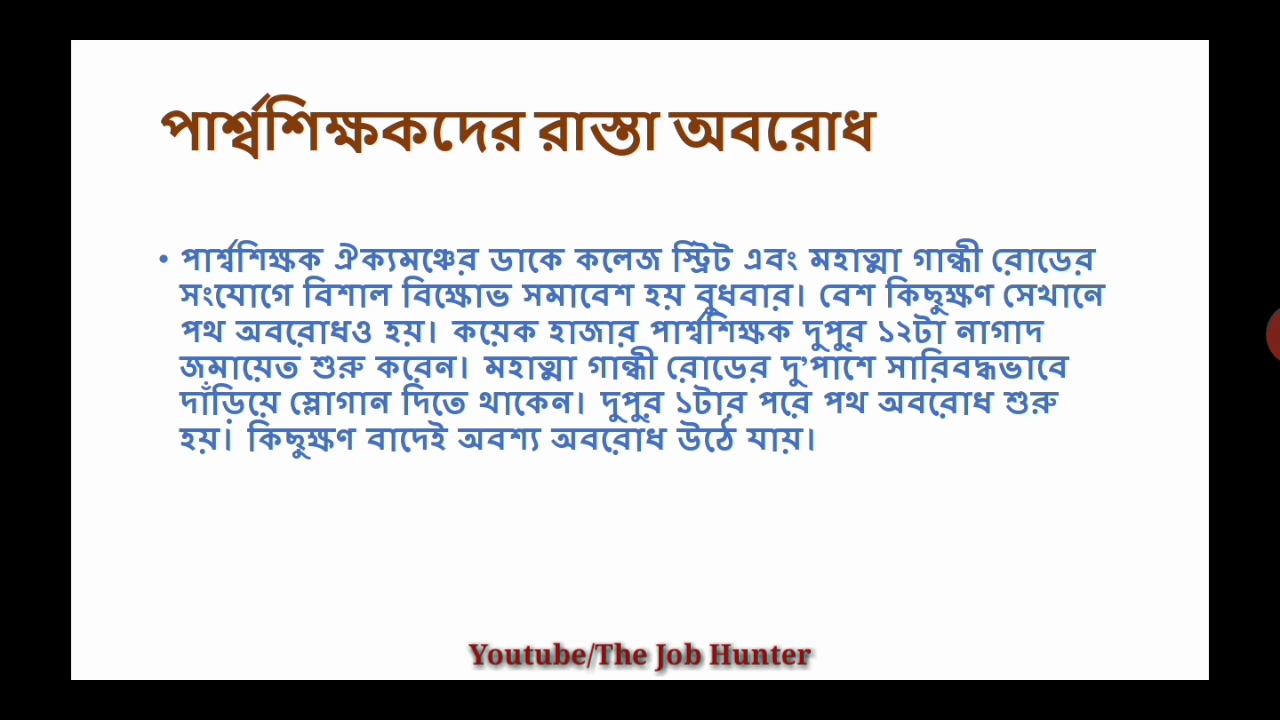 পার্শ্বশিক্ষকদের রাস্তা অবরোধ
• পার্শ্বশিক্ষক ঐক্যমঞ্চের ডাকে কলেজ স্ট্রিট এবং মহাত্মা গান্ধী রোডের
সংযোগে বিশাল বিক্ষোভ সমাবেশ হয় বুধবার। বেশ কিছুক্ষণ সেখানে
পথ অবরোধও হয়। কয়েক হাজার পার্শ্বশিক্ষক দুপুর ১২টা নাগাদ
জমায়েত শুরু করেন। মহাত্মা গান্ধী রোডের দু’পাশে সারিবদ্ধভাবে
দাঁড়িয়ে স্লোগান দিতে থাকেন। দুপুর ১টার পরে পথ অবরোধ শুরু
হয়। কিছুক্ষণ বাদেই অবশ্য অবরোধ উঠে যায়।
Youtube/The Job Hunter